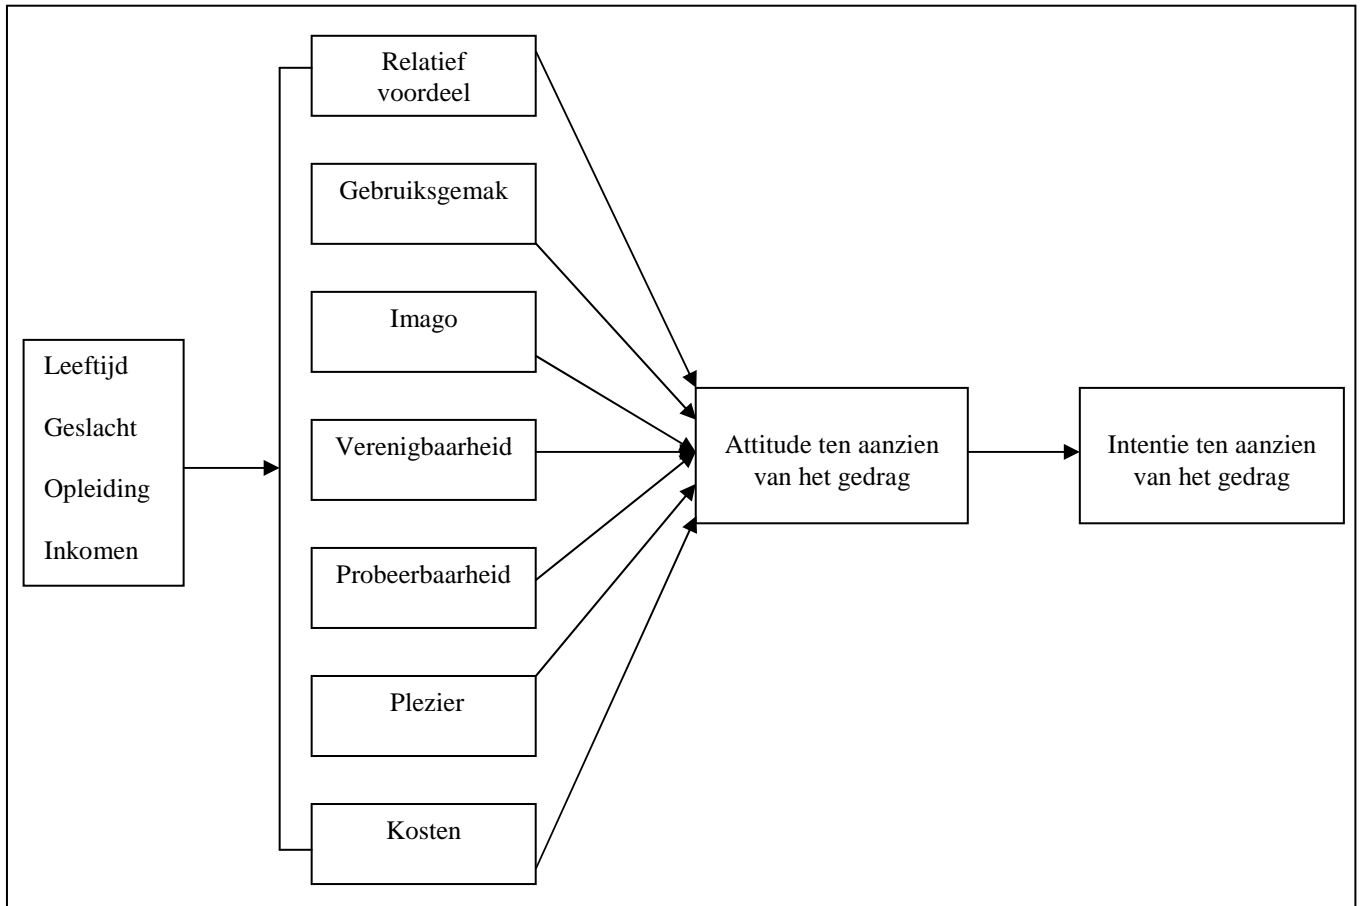 Leeftijd
Geslacht
Opleiding
Inkomen
Relatief
voordeel
Gebruiksgemak
Imago
Verenigbaarheid
Probeerbaarheid
Plezier
Kosten
Attitude ten aanzien
van het gedrag
Intentie ten aanzien
van het gedrag